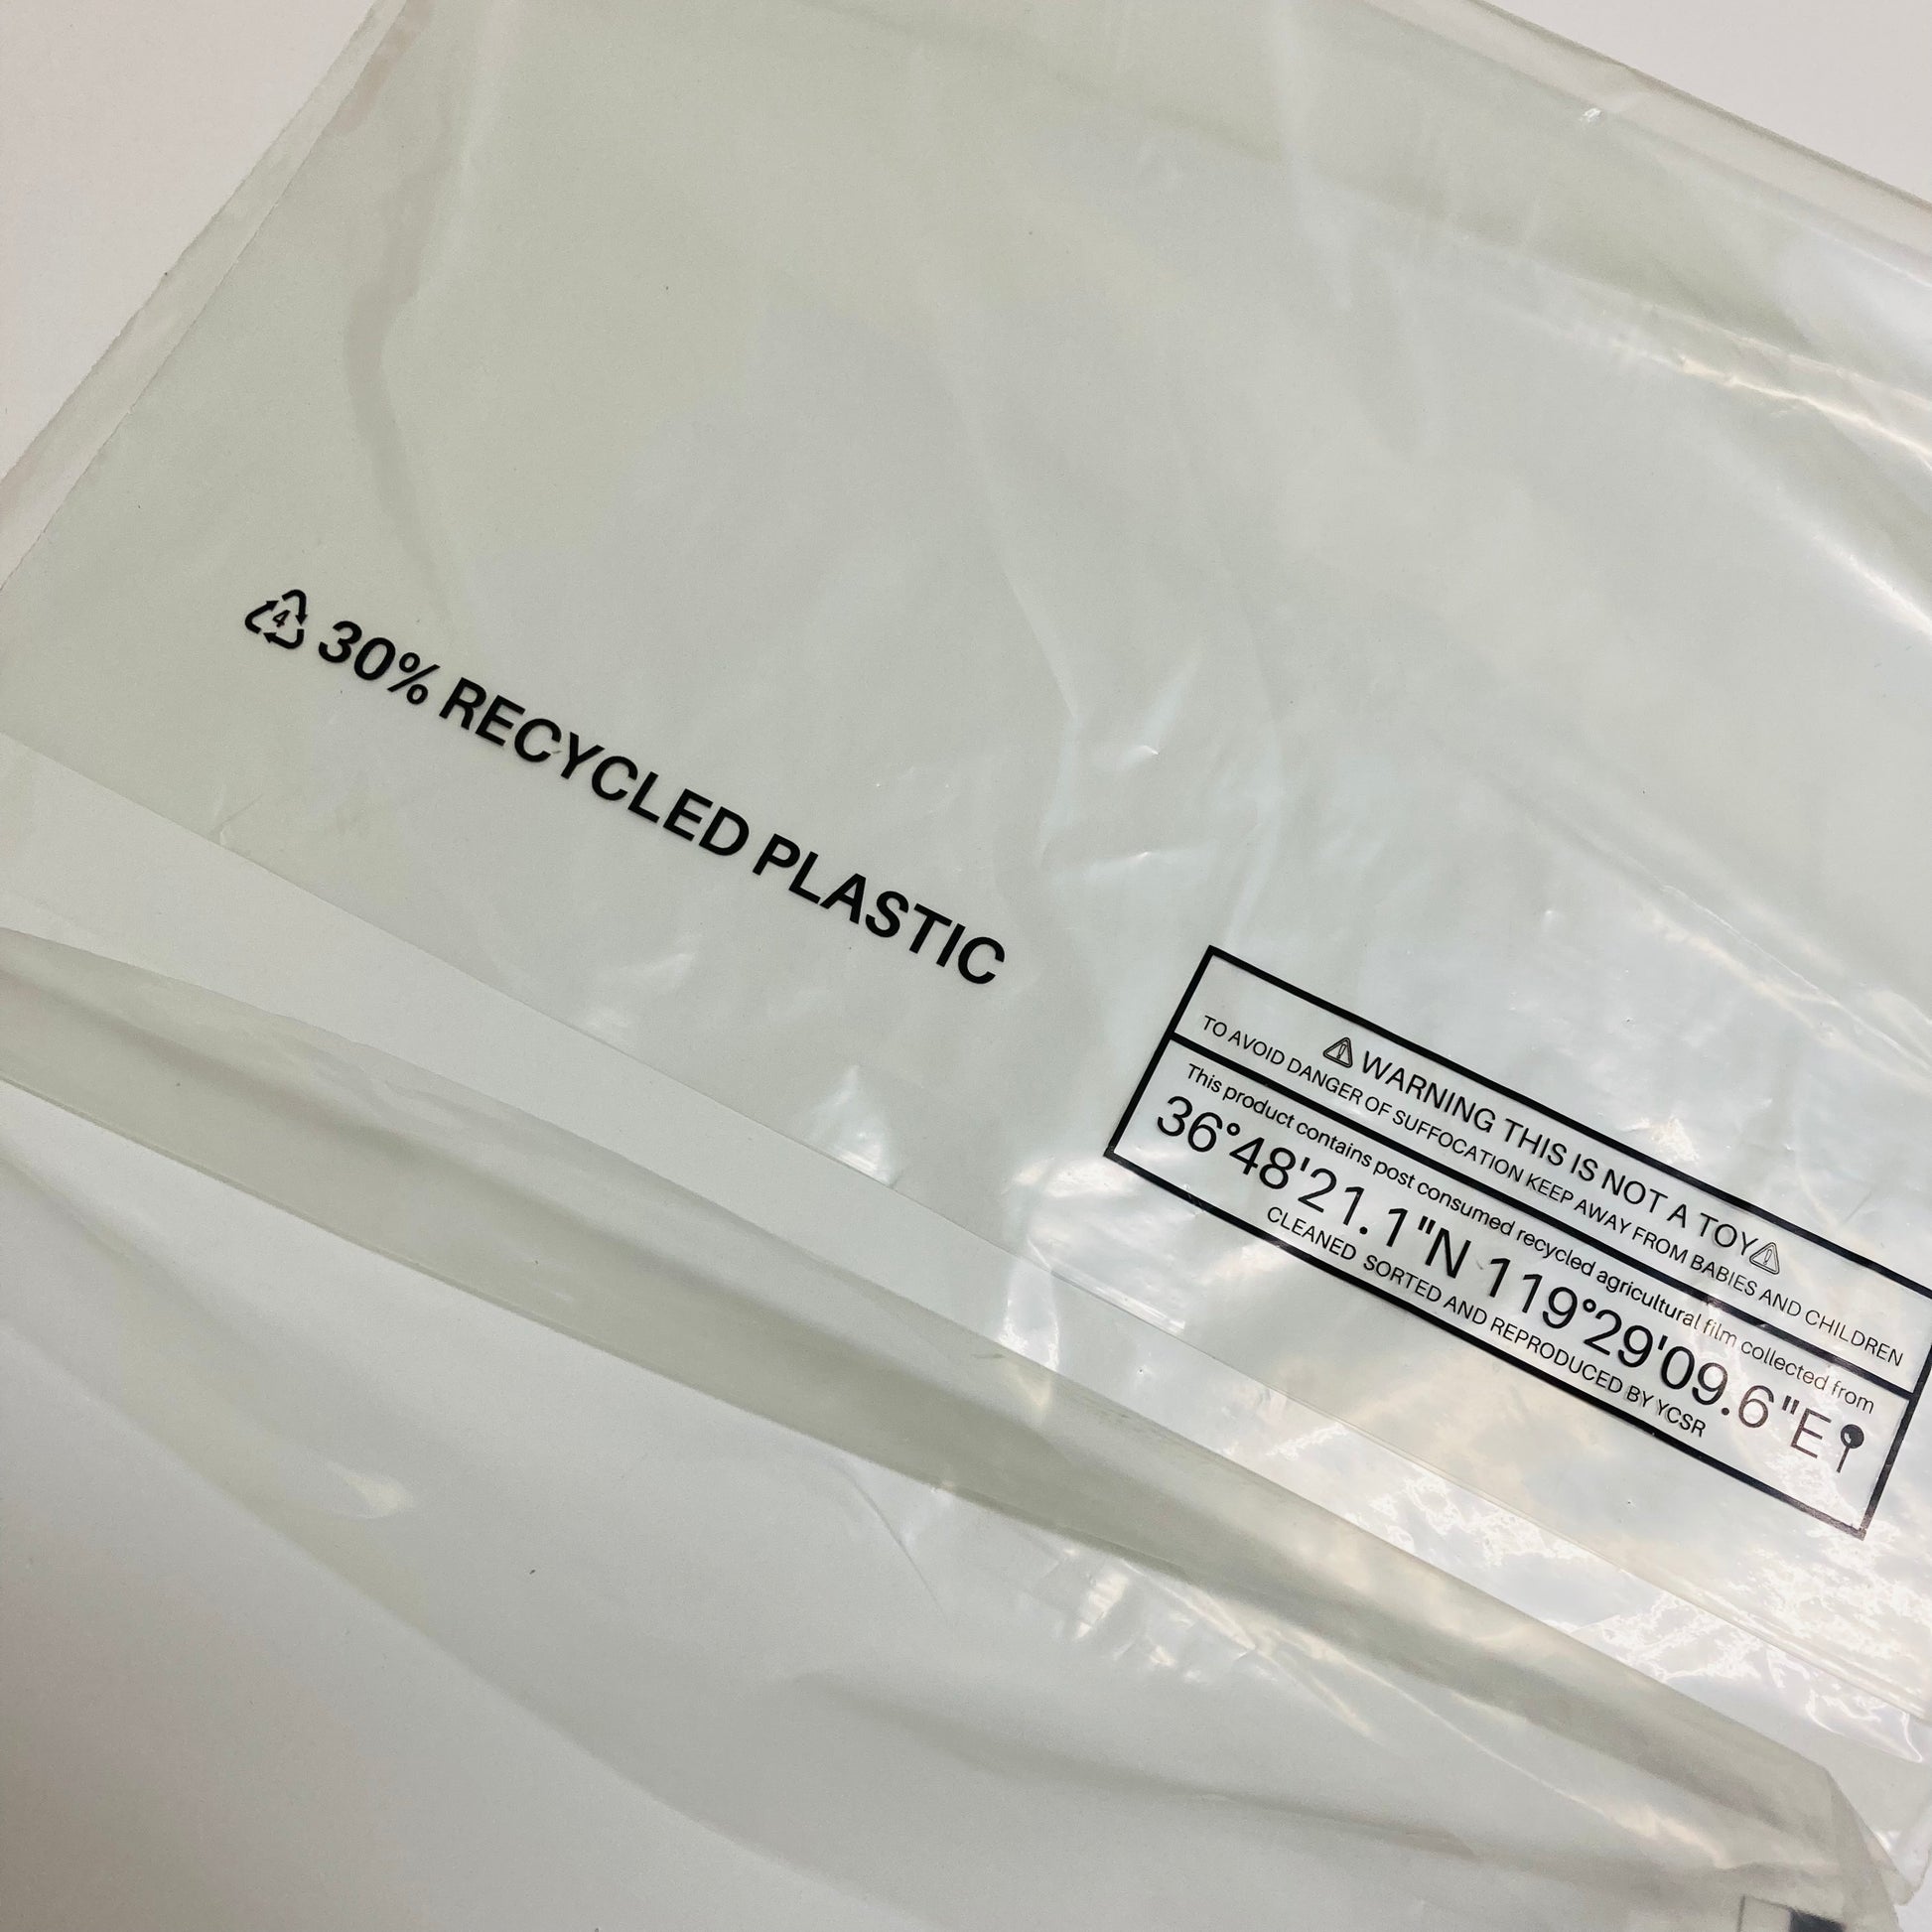 4 30% RECYCLED PLASTIC
⚠ WARNING THIS IS NOT A TOY⚠
TO AVOID DANGER OF SUFFOCATION KEEP AWAY FROM BABIES AND CHILDREN
This product contains post consumed recycled agricultural film collected from
36°48'21.1"N 119°29'09.6"E
CLEANED SORTED AND REPRODUCED BY YCSR